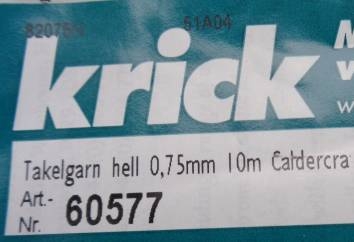 51A04
krick
Takelgarn hell 0,75mm 10m Caldercra
Art.-
Nr. 60577